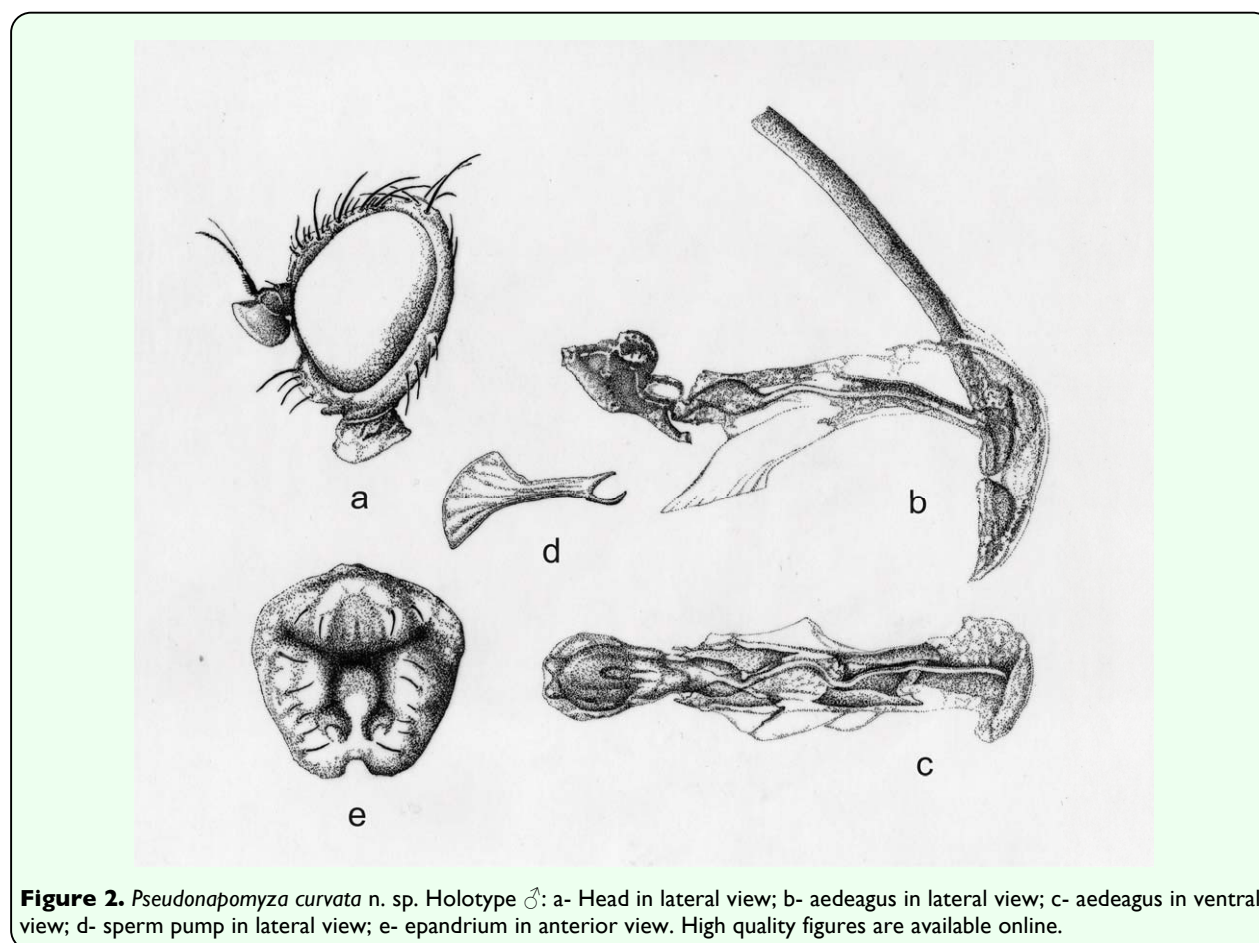 a
b
d
c
e
Figure 2. Pseudonapomyza curvata n. sp. Holotype ♂: a- Head in lateral view; b- aedeagus in lateral view; c- aedeagus in ventral
view; d- sperm pump in lateral view; e- epandrium in anterior view. High quality figures are available online.